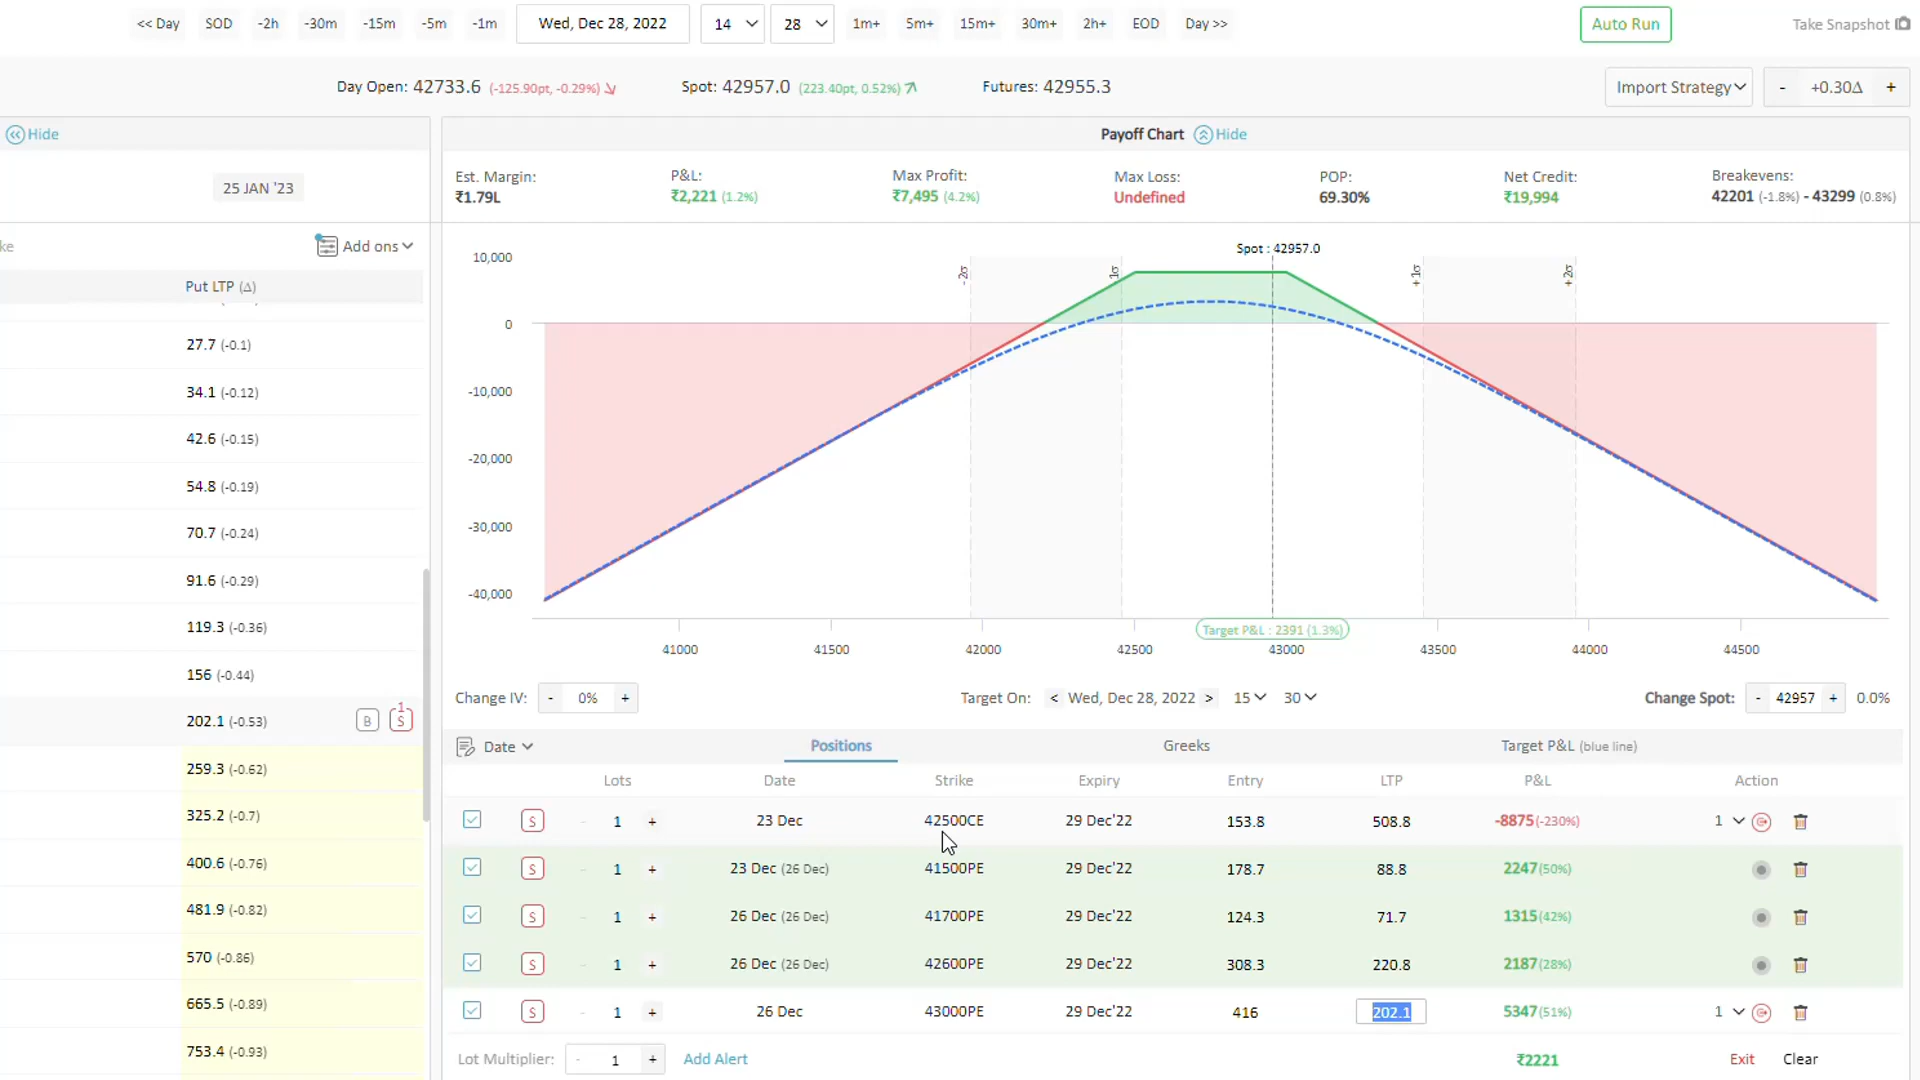 << Day SOD -2h -30m -15m -5m -1m Wed, Dec 28, 2022 14 28 1m+ 5m+ 15m+ 30m+ 2h+ EOD Day >> Auto Run Take Snapshot
Day Open: 42733.6 (-125.90pt, -0.29%) Spot: 42957.0 (223.40pt, 0.52%) Futures: 42955.3 Import Strategy - +0.30Δ +
Hide
25 JAN '23
ke Add ons
Put LTP (Δ)
27.7 (-0.1)
34.1 (-0.12)
42.6 (-0.15)
54.8 (-0.19)
70.7 (-0.24)
91.6 (-0.29)
119.3 (-0.36)
156 (-0.44)
202.1 (-0.53) B S 1
259.3 (-0.62)
325.2 (-0.7)
400.6 (-0.76)
481.9 (-0.82)
570 (-0.86)
665.5 (-0.89)
753.4 (-0.93)
Payoff Chart Hide
Est. Margin: P&L: Max Profit: Max Loss: POP: Net Credit: Breakevens:
₹1.79L ₹2,221 (1.2%) ₹7,495 (4.2%) Undefined 69.30% ₹19,994 42201 (-1.8%) - 43299 (0.8%)
Spot : 42957.0
10,000
-2σ 1σ +1σ +2σ
0
-10,000
-20,000
-30,000
-40,000
Target P&L : 2391 (1.3%)
41000 41500 42000 42500 43000 43500 44000 44500
Change IV: - 0% + Target On: < Wed, Dec 28, 2022 > 15 30 Change Spot: - 42957 + 0.0%
Date Positions Greeks Target P&L (blue line)
Lots Date Strike Expiry Entry LTP P&L Action
S - 1 + 23 Dec 42500CE 29 Dec'22 153.8 508.8 -8875(-230%) 1
S - 1 + 23 Dec (26 Dec) 41500PE 29 Dec'22 178.7 88.8 2247(50%)
S - 1 + 26 Dec (26 Dec) 41700PE 29 Dec'22 124.3 71.7 1315(42%)
S - 1 + 26 Dec (26 Dec) 42600PE 29 Dec'22 308.3 220.8 2187(28%)
S - 1 + 26 Dec 43000PE 29 Dec'22 416 202.1 5347(51%) 1
Lot Multiplier: - 1 + Add Alert ₹2221 Exit Clear